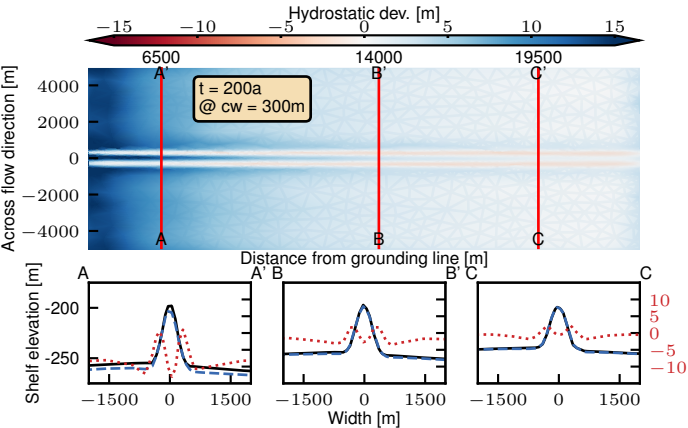 Hydrostatic dev. [m]
−15 −10 −5 0 5 10 15
6500 14000 19500
A' B' C'
t = 200a
@ cw = 300m
Across flow direction [m]
4000
2000
0
−2000
−4000
A B C
Distance from grounding line [m]
A A' B B' C C
Shelf elevation [m]
-200
-250
10
5
0
−5
−10
−1500 0 1500 −1500 0 1500 −1500 0 1500
Width [m]